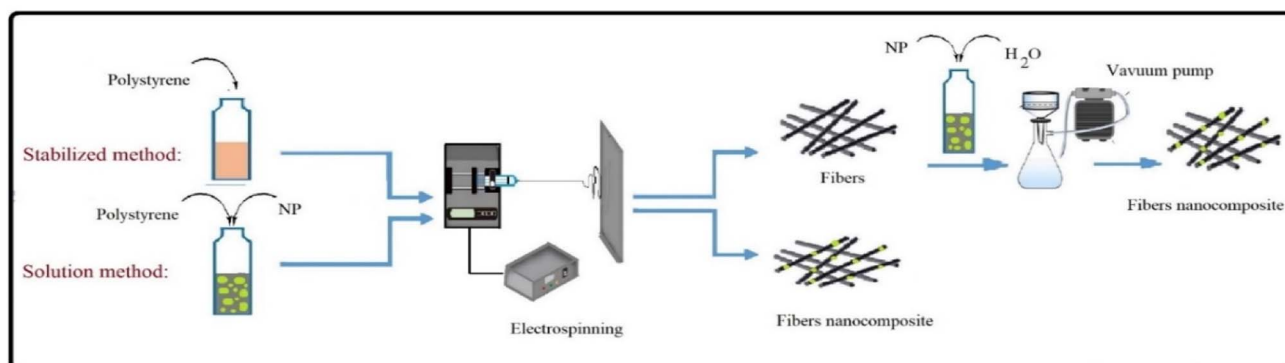 Polystyrene
Stabilized method:
Polystyrene NP
Solution method:
Electrospinning
Fibers
NP H2O
Vavuum pump
Fibers nanocomposite
Fibers nanocomposite